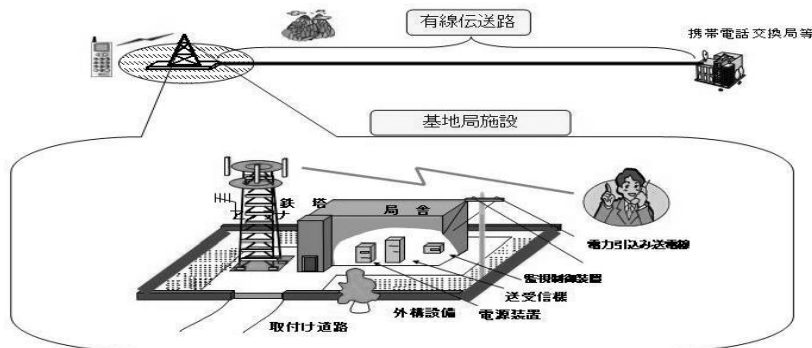 有線伝送路
携帯電話交換局等
基地局施設
鉄塔
アンテナ
局舎
電力引込み送電線
監視制御装置
送受信機
外構設備
電源装置
取付け道路